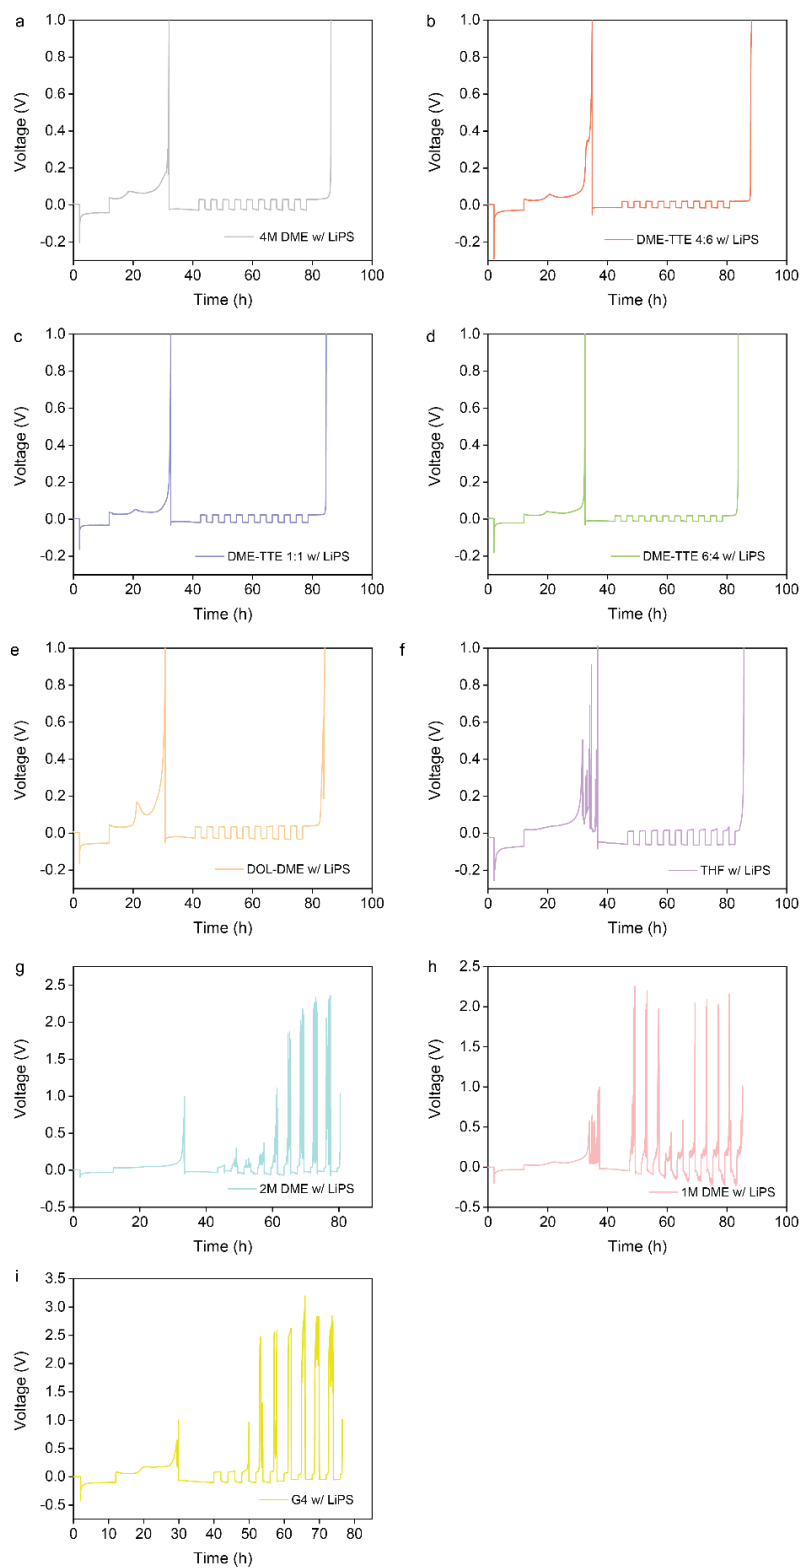 a
1.0
0.8
0.6
0.4
0.2
0.0
-0.2
Voltage (V)
4M DME w/ LiPS
0 20 40 60 80 100
Time (h)
b
1.0
0.8
0.6
0.4
0.2
0.0
-0.2
Voltage (V)
DME-TTE 4:6 w/ LiPS
0 20 40 60 80 100
Time (h)
c
1.0
0.8
0.6
0.4
0.2
0.0
-0.2
Voltage (V)
DME-TTE 1:1 w/ LiPS
0 20 40 60 80 100
Time (h)
d
1.0
0.8
0.6
0.4
0.2
0.0
-0.2
Voltage (V)
DME-TTE 6:4 w/ LiPS
0 20 40 60 80 100
Time (h)
e
1.0
0.8
0.6
0.4
0.2
0.0
-0.2
Voltage (V)
DOL-DME w/ LiPS
0 20 40 60 80 100
Time (h)
f
1.0
0.8
0.6
0.4
0.2
0.0
-0.2
Voltage (V)
THF w/ LiPS
0 20 40 60 80 100
Time (h)
g
2.5
2.0
1.5
1.0
0.5
0.0
-0.5
Voltage (V)
2M DME w/ LiPS
0 20 40 60 80
Time (h)
h
2.5
2.0
1.5
1.0
0.5
0.0
-0.5
Voltage (V)
1M DME w/ LiPS
0 20 40 60 80 100
Time (h)
i
3.5
3.0
2.5
2.0
1.5
1.0
0.5
0.0
-0.5
Voltage (V)
G4 w/ LiPS
0 10 20 30 40 50 60 70 80
Time (h)